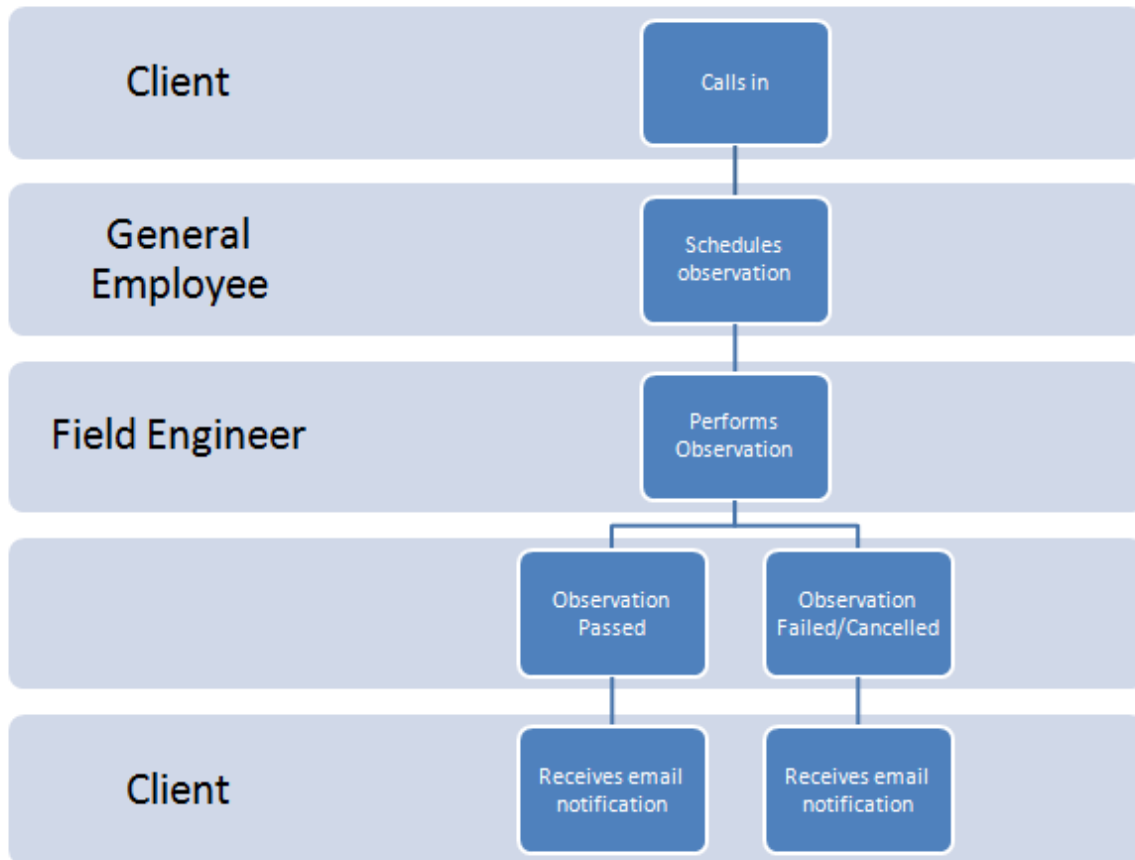 Client
Calls in
General
Employee
Schedules
observation
Field Engineer
Performs
Observation
Observation
Passed
Observation
Failed/Cancelled
Client
Receives email
notification
Receives email
notification